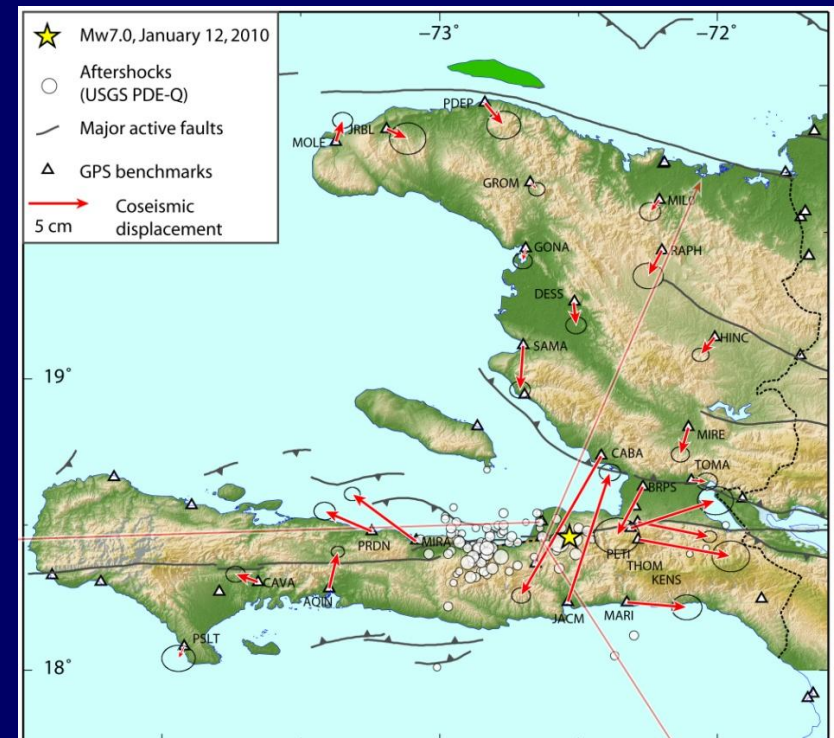 Mw7.0, January 12, 2010
Aftershocks
(USGS PDE-Q)
Major active faults
GPS benchmarks
5 cm
Coseismic
displacement
−73
−72
PDEP
JRBL
MOLE
GROM
MIL
RAPH
GONA
DESS
HINC
SAMA
19°
MIRE
CABA
TOMA
BRPS
PRDN
MIRA
PETI
THOM
KENS
CAVA
AQIN
JACM
MARI
PSLT
18°